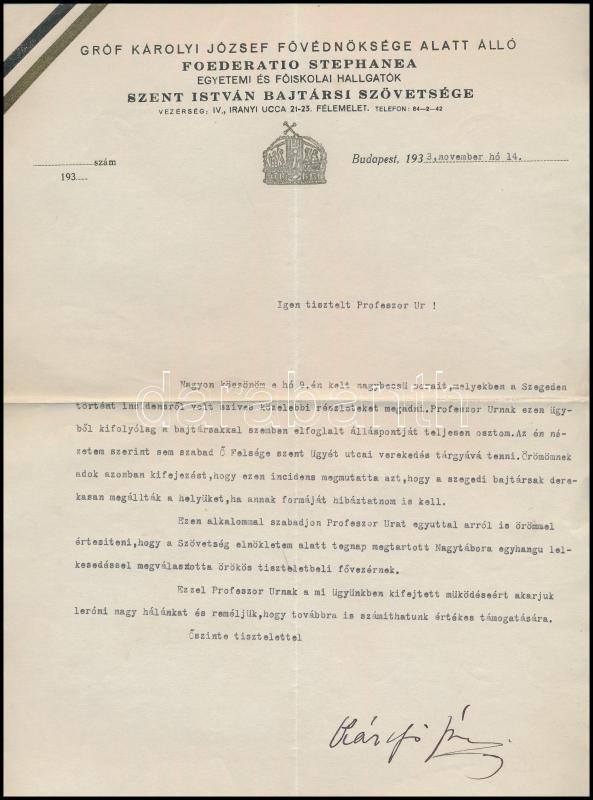 GRÓF KÁROLYI JÓZSEF FŐVÉDNÖKSÉGE ALATT ÁLLÓ
FOEDERATIO STEPHANEA
EGYETEMI ÉS FŐISKOLAI HALLGATÓK
SZENT ISTVÁN BAJTÁRSI SZÖVETSÉGE
VEZÉRSÉG: IV., IRANYI UCCA 21-23. FÉLEMELET. TELEFON: 84—2—42
szám
193
Budapest, 1933.november hó 14.
Igen tisztelt Profeszor Ur !
Nagyon köszönöm e hó 9.én kelt nagybecsü sorait,melyekben a Szegeden
történt incidensről volt szives közelebbi részleteket megadni.Professor Urnak ezen ügy-
ből kifolyólag a bajtársakkal szemben elfoglalt álláspontját teljesen osztom.Az én né-
zetem szerint sem szabad Ő Felsége szent ügyét utcai verekedés tárgyává tenni.Örömömnek
adok azonban kifejezést,hogy ezen incidens megmutatta azt,hogy a szegedi bajtársak dere-
kasan megállták a helyüket,ha annak formáját hibáztatnom is kell.
Ezen alkalommal szabadjon Profeszor Urat egyuttal arról is örömmel
értesiteni,hogy a Szövetség elnökletem alatt tegnap megtartott Nagytábora egyhangu lel-
kesedéssel megválasztotta örökös tiszteletbeli fővezérnek.
Ezzel Profeszor Urnak a mi ügyünkben kifejtett müködéseért akarjuk
leróni nagy hálánkat és reméljük,hogy továbbra is számithatunk értékes támogatására.
Őszinte tisztelettel
darabanth